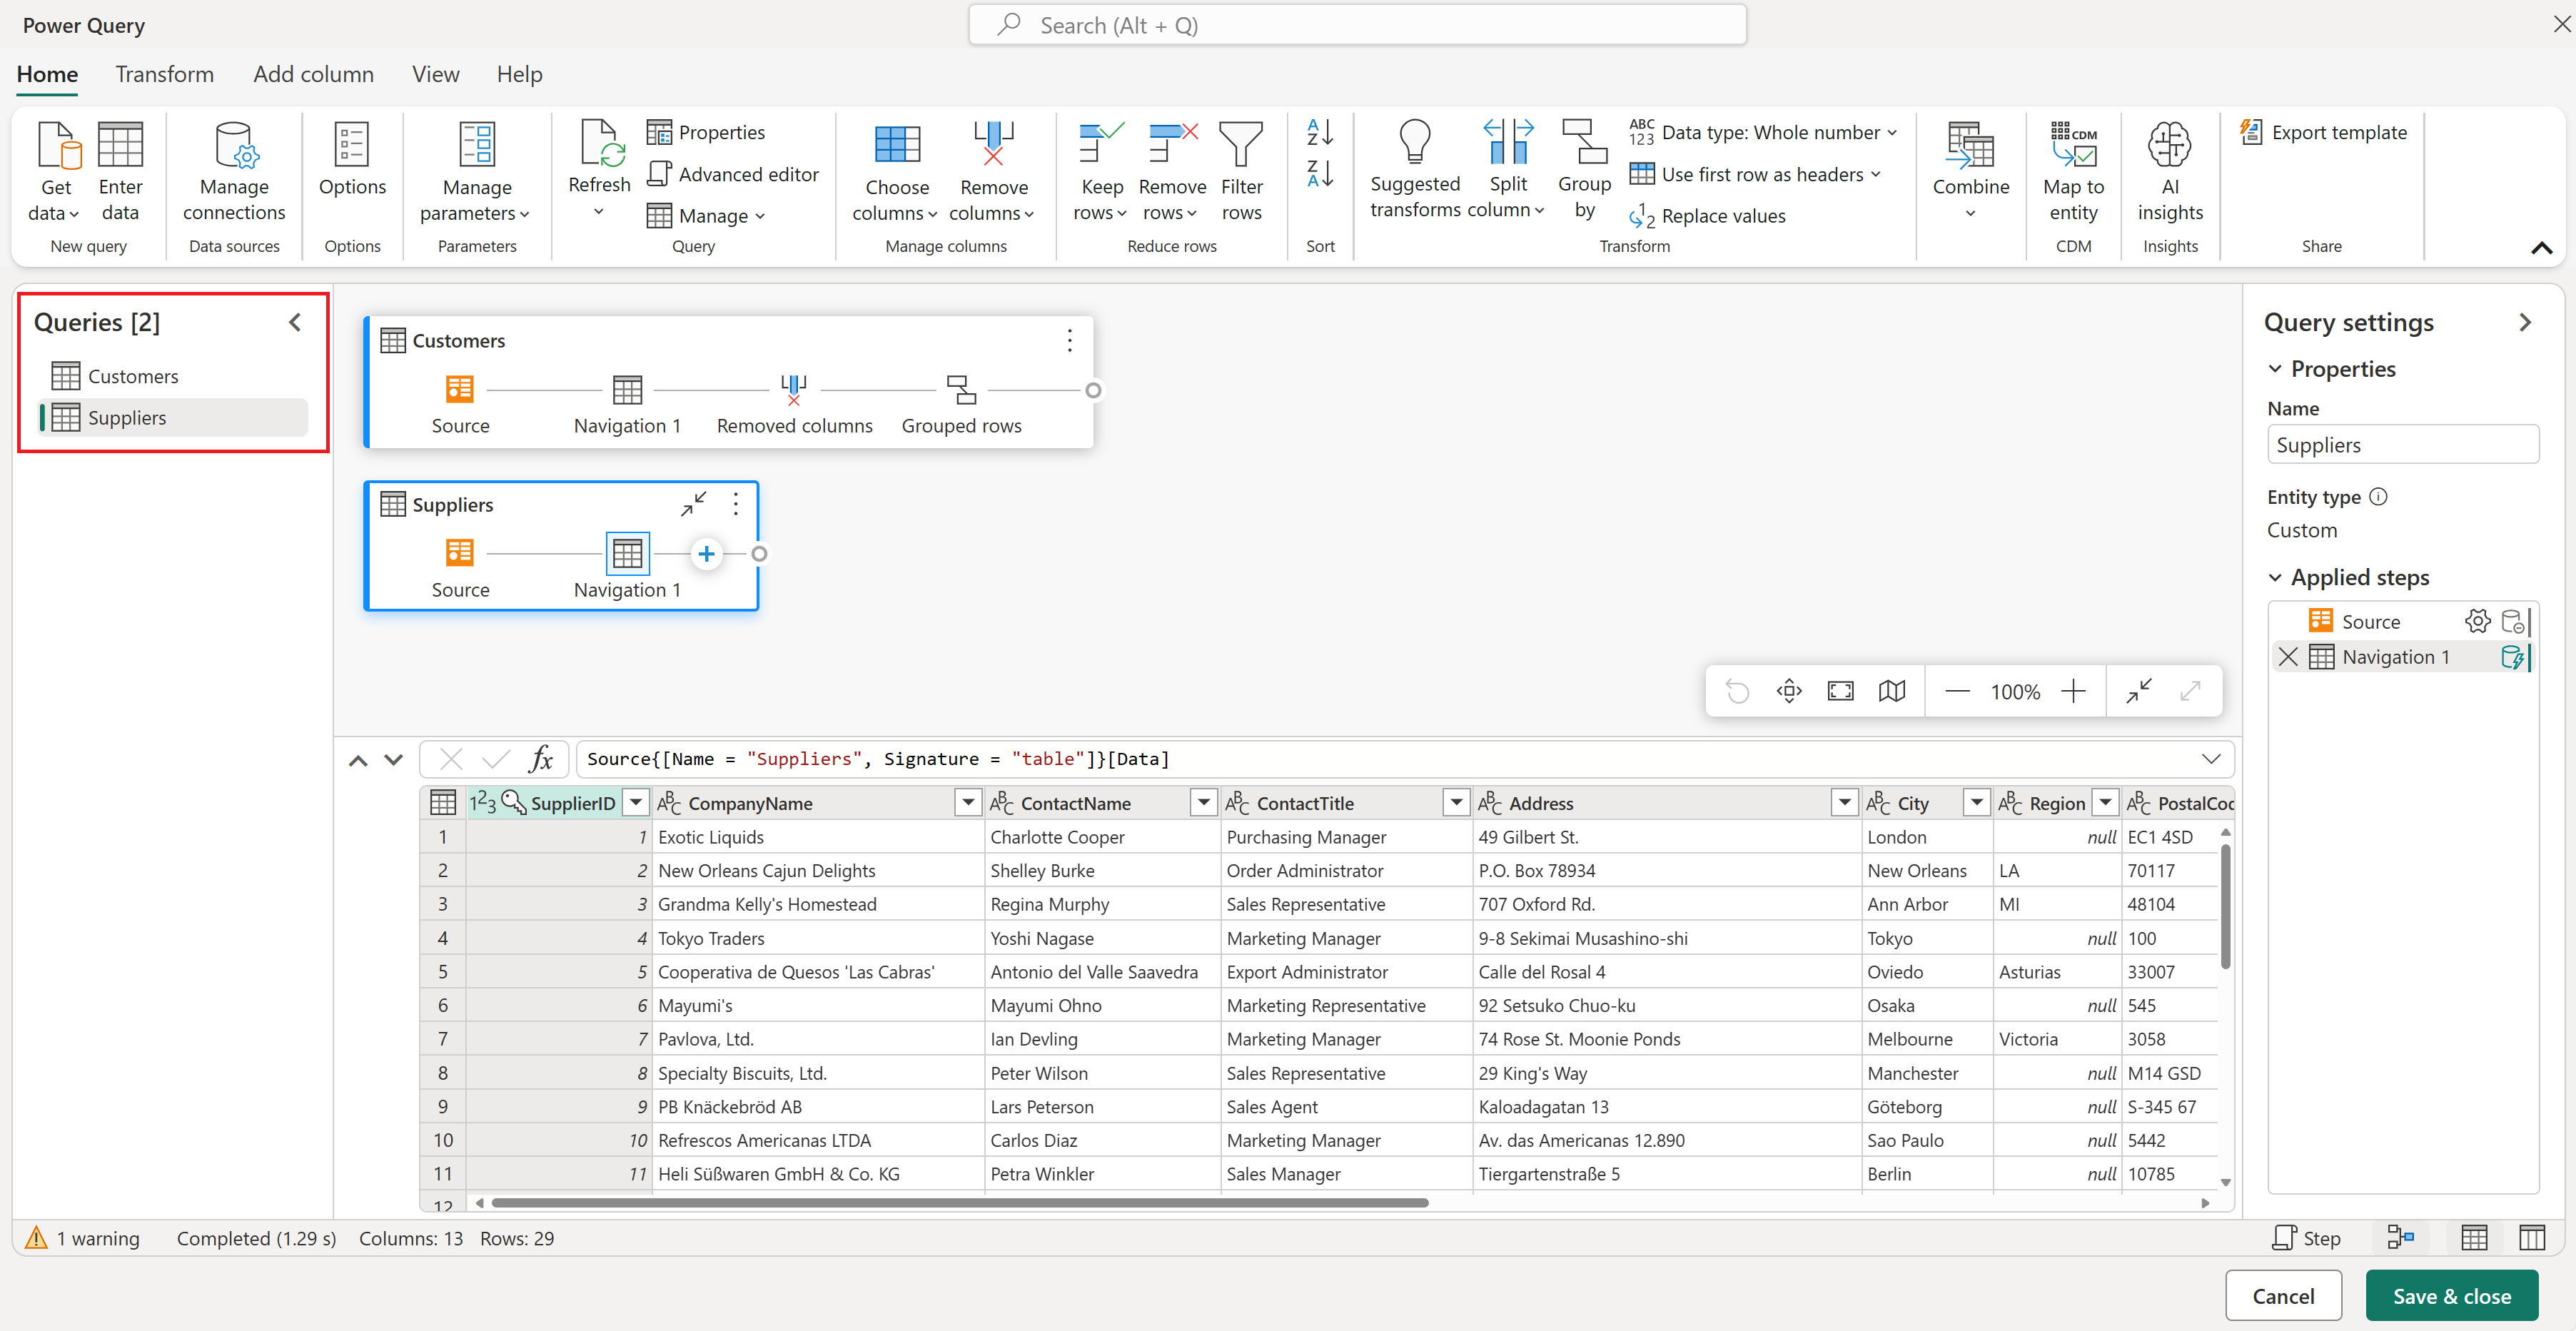 Power Query
Search (Alt + Q)
Home Transform Add column View Help
Get data
Enter data
New query
Manage connections
Data sources
Options
Options
Manage parameters
Parameters
Refresh
Properties
Advanced editor
Manage
Query
Choose columns
Remove columns
Manage columns
Keep rows
Remove rows
Filter rows
Reduce rows
A Z
Z A
Sort
Suggested transforms
Split column
Group by
ABC 123 Data type: Whole number
Use first row as headers
1 2 Replace values
Transform
Combine
CDM
Map to entity
CDM
AI insights
Insights
Export template
Share
Queries [2]
Customers
Suppliers
Customers
Source Navigation 1 Removed columns Grouped rows
Suppliers
Source Navigation 1
100%
Query settings
Properties
Name
Suppliers
Entity type
Custom
Applied steps
Source
Navigation 1
fx Source{[Name = "Suppliers", Signature = "table"]}[Data]
123 SupplierID ABC CompanyName ABC ContactName ABC ContactTitle ABC Address ABC City ABC Region ABC PostalCod
1 1 Exotic Liquids Charlotte Cooper Purchasing Manager 49 Gilbert St. London null EC1 4SD
2 2 New Orleans Cajun Delights Shelley Burke Order Administrator P.O. Box 78934 New Orleans LA 70117
3 3 Grandma Kelly's Homestead Regina Murphy Sales Representative 707 Oxford Rd. Ann Arbor MI 48104
4 4 Tokyo Traders Yoshi Nagase Marketing Manager 9-8 Sekimai Musashino-shi Tokyo null 100
5 5 Cooperativa de Quesos 'Las Cabras' Antonio del Valle Saavedra Export Administrator Calle del Rosal 4 Oviedo Asturias 33007
6 6 Mayumi's Mayumi Ohno Marketing Representative 92 Setsuko Chuo-ku Osaka null 545
7 7 Pavlova, Ltd. Ian Devling Marketing Manager 74 Rose St. Moonie Ponds Melbourne Victoria 3058
8 8 Specialty Biscuits, Ltd. Peter Wilson Sales Representative 29 King's Way Manchester null M14 GSD
9 9 PB Knäckebröd AB Lars Peterson Sales Agent Kaloadagatan 13 Göteborg null S-345 67
10 10 Refrescos Americanas LTDA Carlos Diaz Marketing Manager Av. das Americanas 12.890 Sao Paulo null 5442
11 11 Heli Süßwaren GmbH & Co. KG Petra Winkler Sales Manager Tiergartenstraße 5 Berlin null 10785
12
1 warning Completed (1.29 s) Columns: 13 Rows: 29 Step
Cancel Save & close